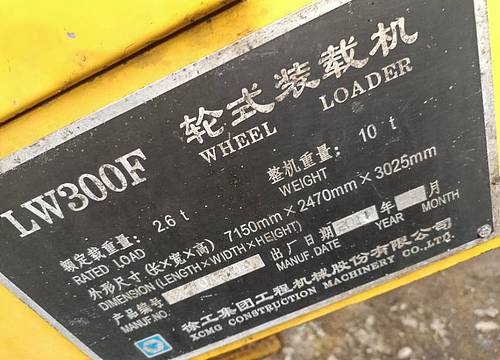 轮式装载机
LW300F WHEEL LOADER
额定载重量: 2.6 t 整机重量: 10 t
RATED LOAD WEIGHT
外形尺寸 (长×宽×高) 7150mm×2470mm×3025mm
DIMENSION (LENGTH×WIDTH×HEIGHT)
产品编号 出厂日期 年 月
MANUF.NO MANUF.DATE YEAR MONTH
徐工集团工程机械股份有限公司
XCMG CONSTRUCTION MACHINERY CO.,LTD.